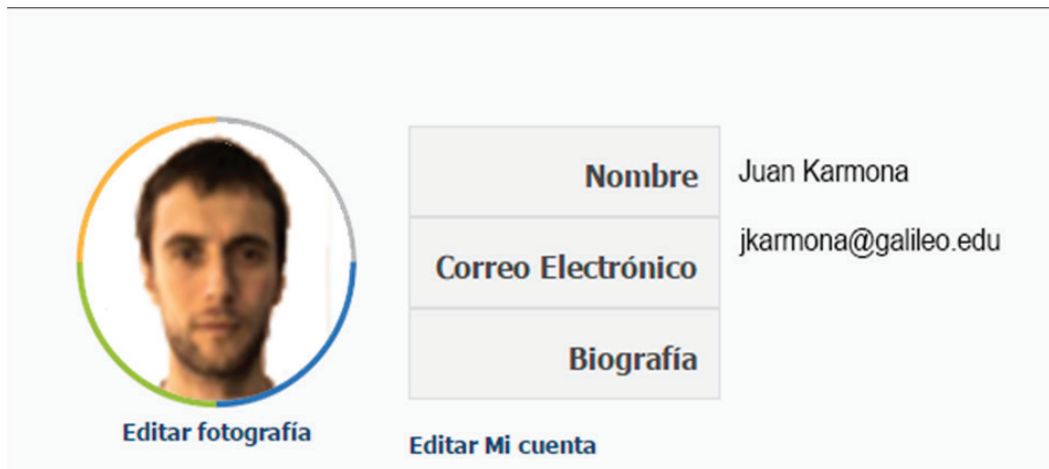 Nombre Juan Karmona
Correo Electrónico jkarmona@galileo.edu
Biografía
Editar fotografía
Editar Mi cuenta